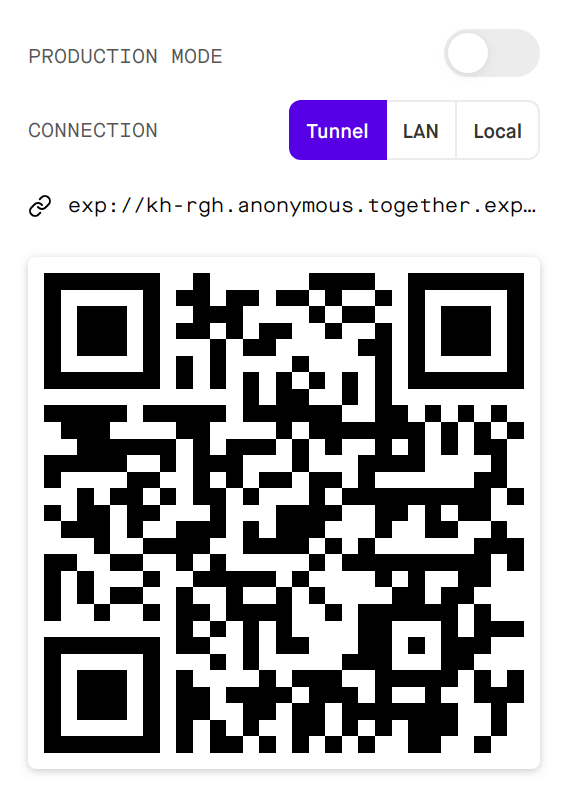 PRODUCTION MODE
CONNECTION
Tunnel
LAN
Local
exp://kh-rgh.anonymous.together.exp…